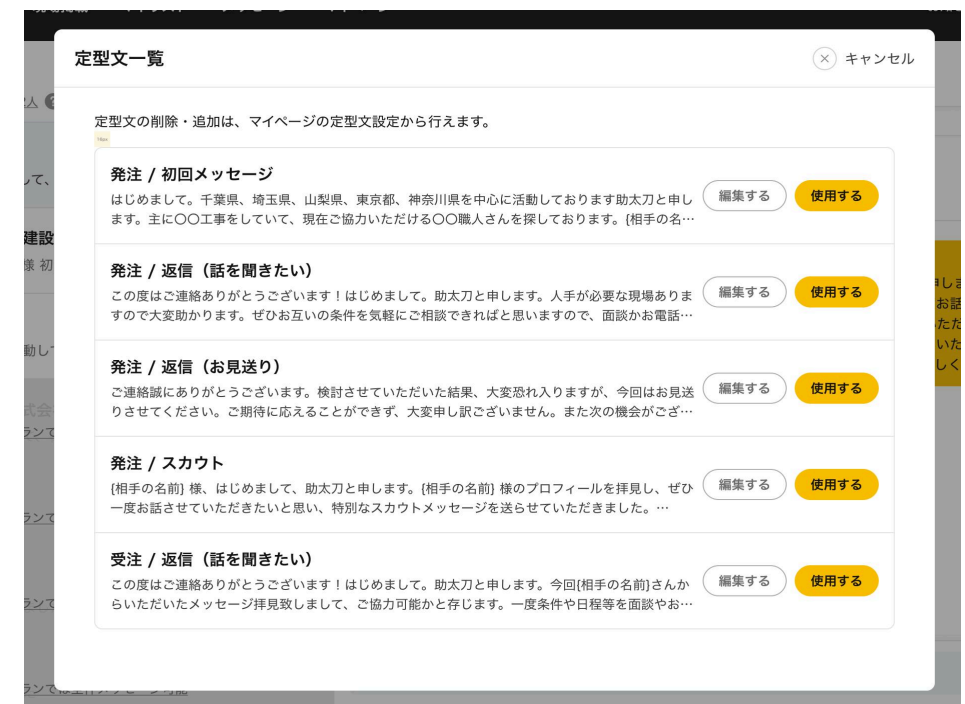 定型文一覧
キャンセル
定型文の削除・追加は、マイページの定型文設定から行えます。
発注 / 初回メッセージ
はじめまして。千葉県、埼玉県、山梨県、東京都、神奈川県を中心に活動しております助太刀と申し
ます。主に〇〇工事をしていて、現在ご協力いただける〇〇職人さんを探しております。{相手の名…
編集する
使用する
発注 / 返信（話を聞きたい）
この度はご連絡ありがとうございます！はじめまして。助太刀と申します。人手が必要な現場ありま
すので大変助かります。ぜひお互いの条件を気軽にご相談できればと思いますので、面談かお電話…
編集する
使用する
発注 / 返信（お見送り）
ご連絡誠にありがとうございます。検討させていただいた結果、大変恐れ入りますが、今回はお見送
りさせてください。ご期待に応えることができず、大変申し訳ございません。また次の機会がござ…
編集する
使用する
発注 / スカウト
{相手の名前} 様、はじめまして、助太刀と申します。{相手の名前} 様のプロフィールを拝見し、ぜひ
一度お話させていただきたいと思い、特別なスカウトメッセージを送らせていただきました。…
編集する
使用する
受注 / 返信（話を聞きたい）
この度はご連絡ありがとうございます！はじめまして。助太刀と申します。今回{相手の名前}さんか
らいただいたメッセージ拝見致しまして、ご協力可能かと存じます。一度条件や日程等を面談やお…
編集する
使用する
して、
建設
様 初
動して
式会
ランで
ランで
ランで
お話
いた
しく